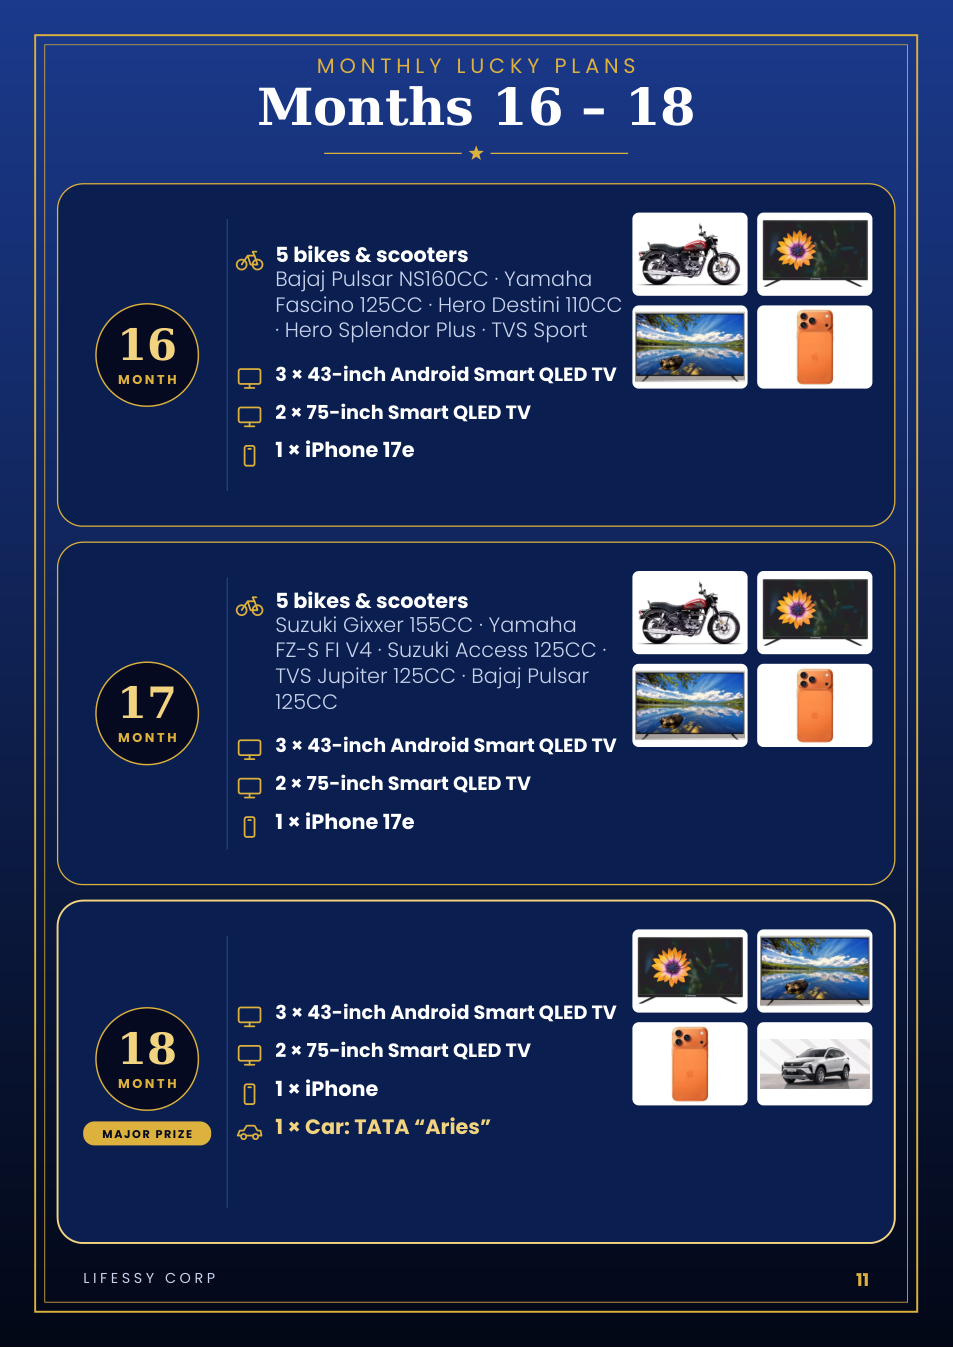 MONTHLY LUCKY PLANS
Months 16 – 18
16
MONTH
5 bikes & scooters
Bajaj Pulsar NS160CC · Yamaha
Fascino 125CC · Hero Destini 110CC
· Hero Splendor Plus · TVS Sport
3 × 43-inch Android Smart QLED TV
2 × 75-inch Smart QLED TV
1 × iPhone 17e
17
MONTH
5 bikes & scooters
Suzuki Gixxer 155CC · Yamaha
FZ-S FI V4 · Suzuki Access 125CC ·
TVS Jupiter 125CC · Bajaj Pulsar
125CC
3 × 43-inch Android Smart QLED TV
2 × 75-inch Smart QLED TV
1 × iPhone 17e
18
MONTH
MAJOR PRIZE
3 × 43-inch Android Smart QLED TV
2 × 75-inch Smart QLED TV
1 × iPhone
1 × Car: TATA “Aries”
LIFESSY CORP
11